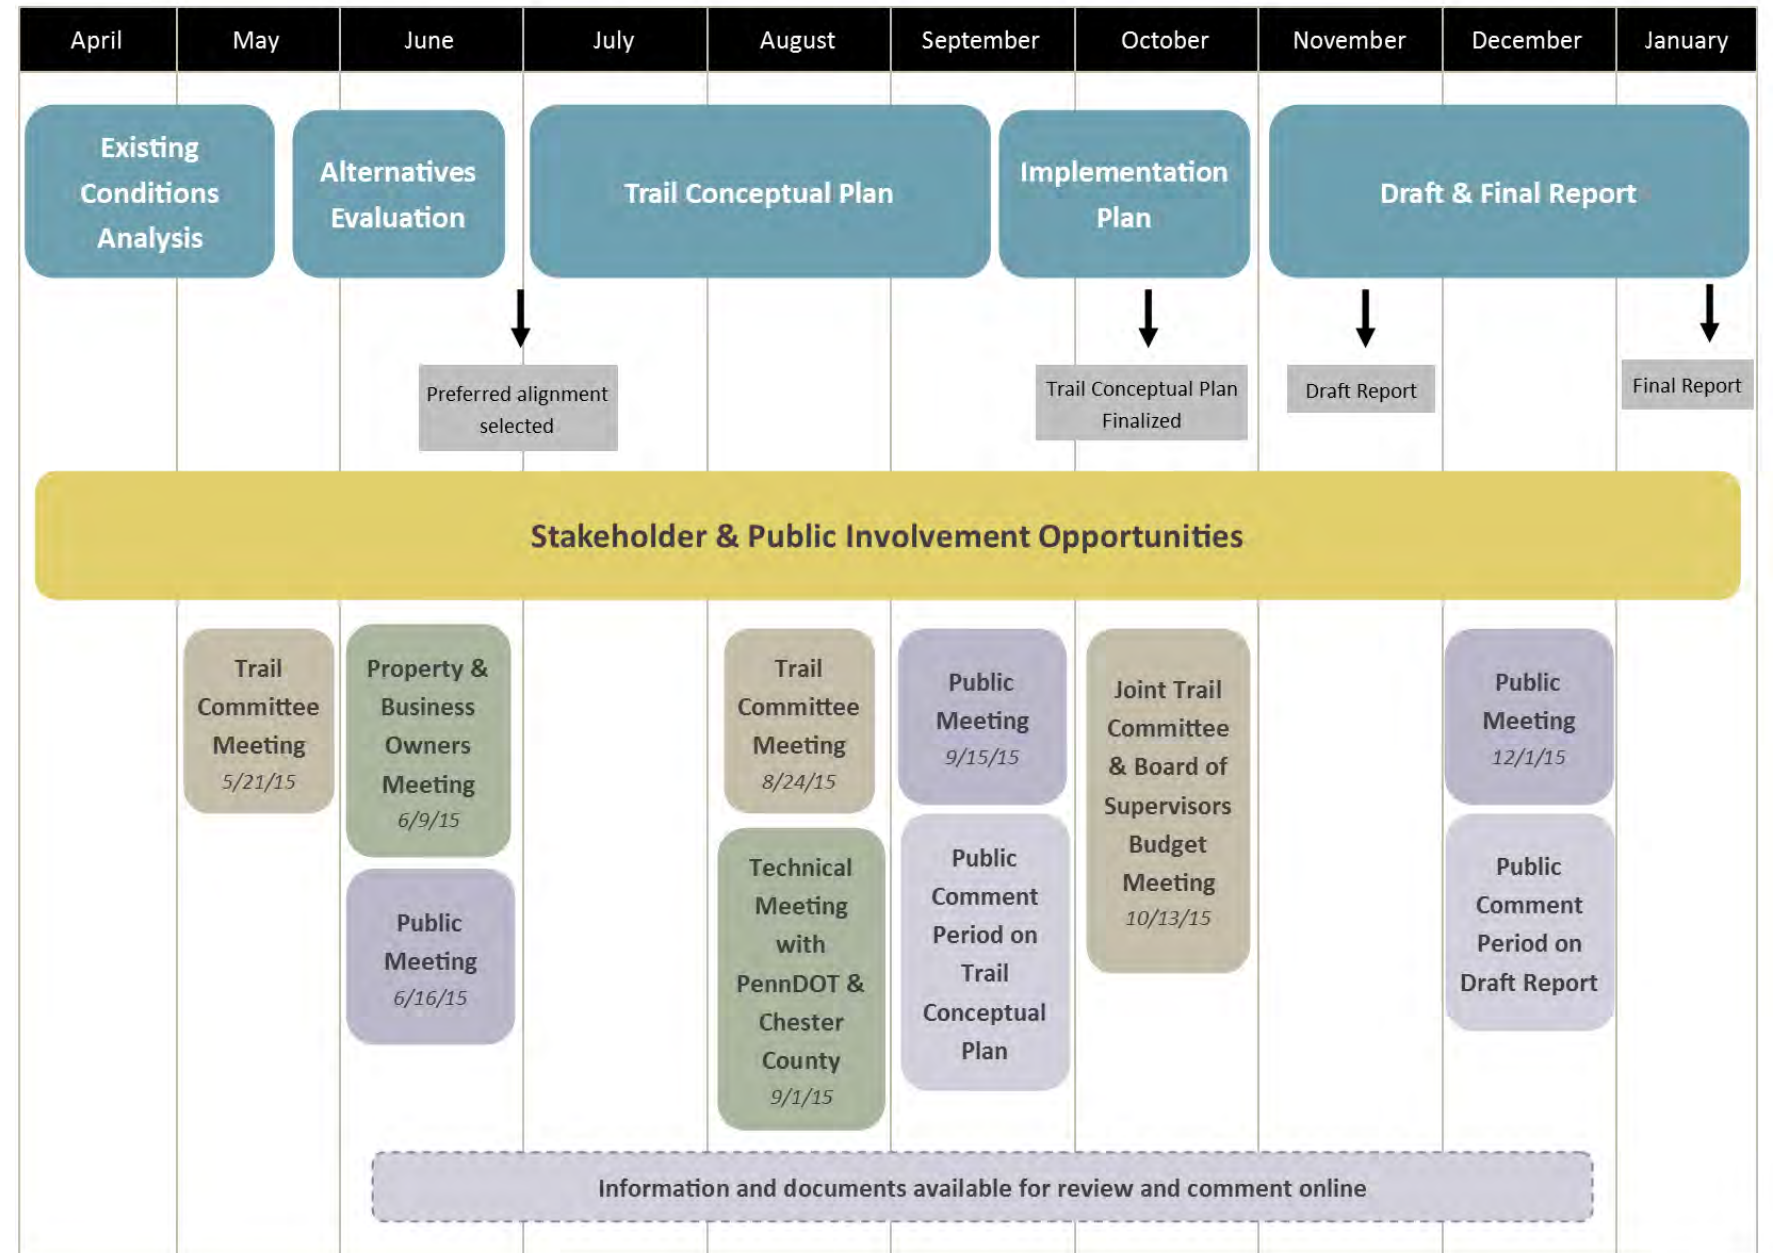 April May June July August September October November December January
Existing
Conditions
Analysis
Alternatives
Evaluation
Trail Conceptual Plan
Implementation
Plan
Draft & Final Report
Preferred alignment
selected
Trail Conceptual Plan
Finalized
Draft Report
Final Report
Stakeholder & Public Involvement Opportunities
Trail
Committee
Meeting
5/21/15
Property &
Business
Owners
Meeting
6/9/15
Public
Meeting
6/16/15
Trail
Committee
Meeting
8/24/15
Technical
Meeting
with
PennDOT &
Chester
County
9/1/15
Public
Meeting
9/15/15
Public
Comment
Period on
Trail
Conceptual
Plan
Joint Trail
Committee
& Board of
Supervisors
Budget
Meeting
10/13/15
Public
Meeting
12/1/15
Public
Comment
Period on
Draft Report
Information and documents available for review and comment online